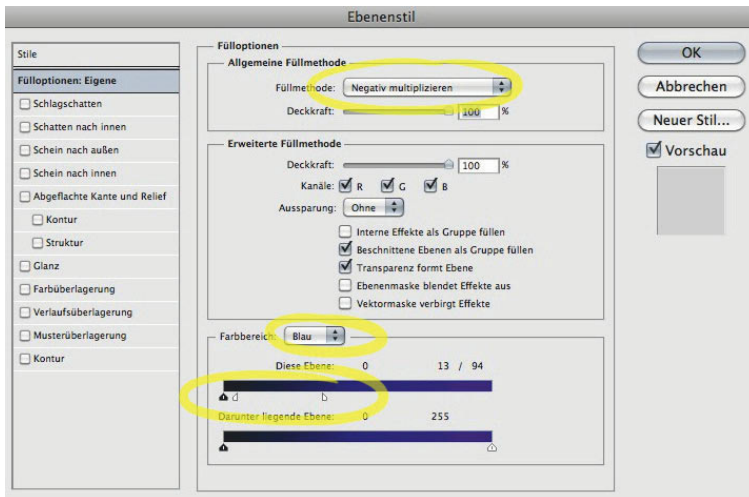 Ebenenstil
Stile
Fülloptionen: Eigene
Schlagschatten
Schatten nach innen
Schein nach außen
Schein nach innen
Abgeflachte Kante und Relief
Kontur
Struktur
Glanz
Farbüberlagerung
Verlaufsüberlagerung
Musterüberlagerung
Kontur
Fülloptionen
Allgemeine Füllmethode
Füllmethode: Negativ multiplizieren
Deckkraft: 100 %
Erweiterte Füllmethode
Deckkraft: 100 %
Kanäle: R G B
Aussparung: Ohne
Interne Effekte als Gruppe füllen
Beschnittene Ebenen als Gruppe füllen
Transparenz formt Ebene
Ebenenmaske blendet Effekte aus
Vektormaske verbirgt Effekte
Farbbereich: Blau
Diese Ebene: 0 13 / 94
Darunter liegende Ebene: 0 255
OK
Abbrechen
Neuer Stil...
Vorschau